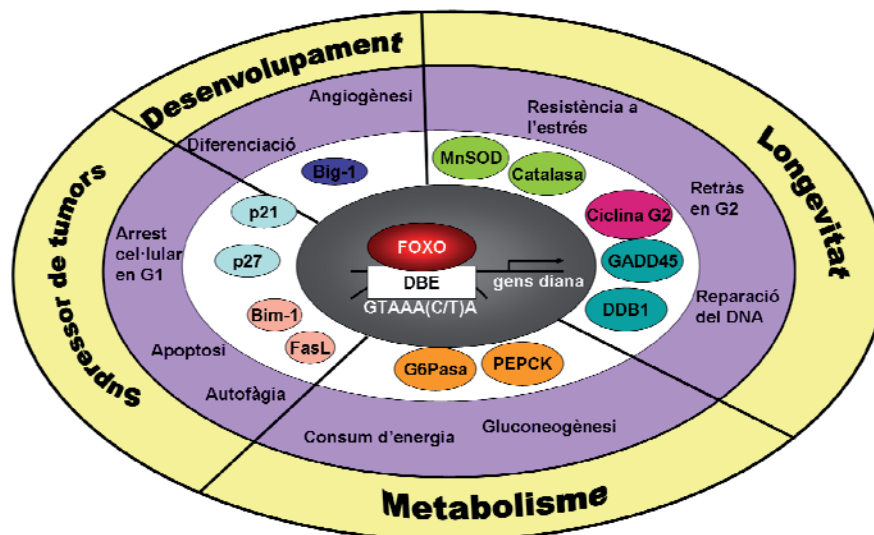 Desenvolupament
Angiogènesi
Diferenciació
Big-1
Longevitat
Resistència a
l'estrés
MnSOD
Catalasa
Retràs
en G2
Ciclina G2
GADD45
DDB1
Reparació
del DNA
Supressor de tumors
Arrest
cel·lular
en G1
p21
p27
Bim-1
FasL
Apoptosi
Autofàgia
FOXO
DBE
gens diana
GTAAA(C/T)A
G6Pasa
PEPCK
Consum d'energia
Gluconeogènesi
Metabolisme